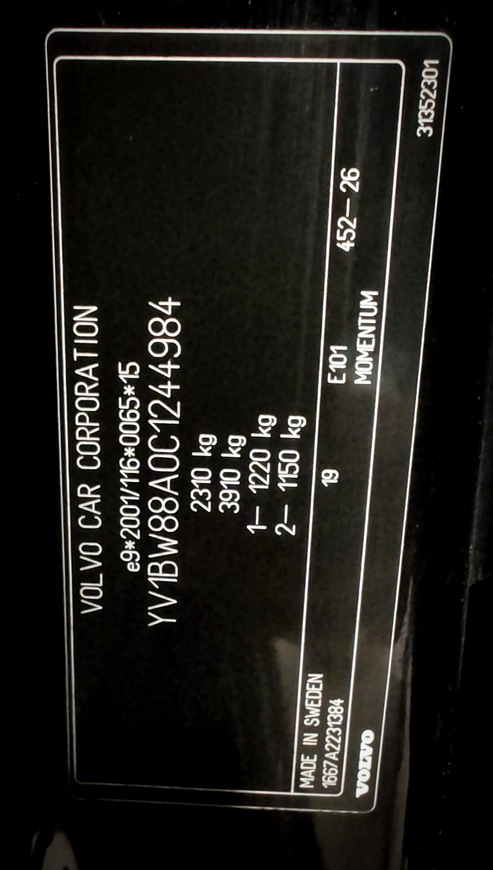 VOLVO CAR CORPORATION
e9*2001/116*0065*15
YV1BW88A0C1244984
2310 kg
3910 kg
1– 1220 kg
2– 1150 kg
MADE IN SWEDEN
1667A2231384 19 E101 452–26
VOLVO MOMENTUM
31352301